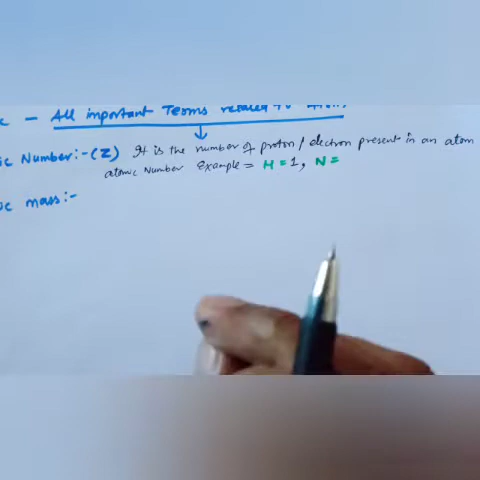 - All important Terms related to
ic Number:-(Z) It is the number of proton / electron present in an atom
atomic Number Example = H = 1, N =
ic mass:-